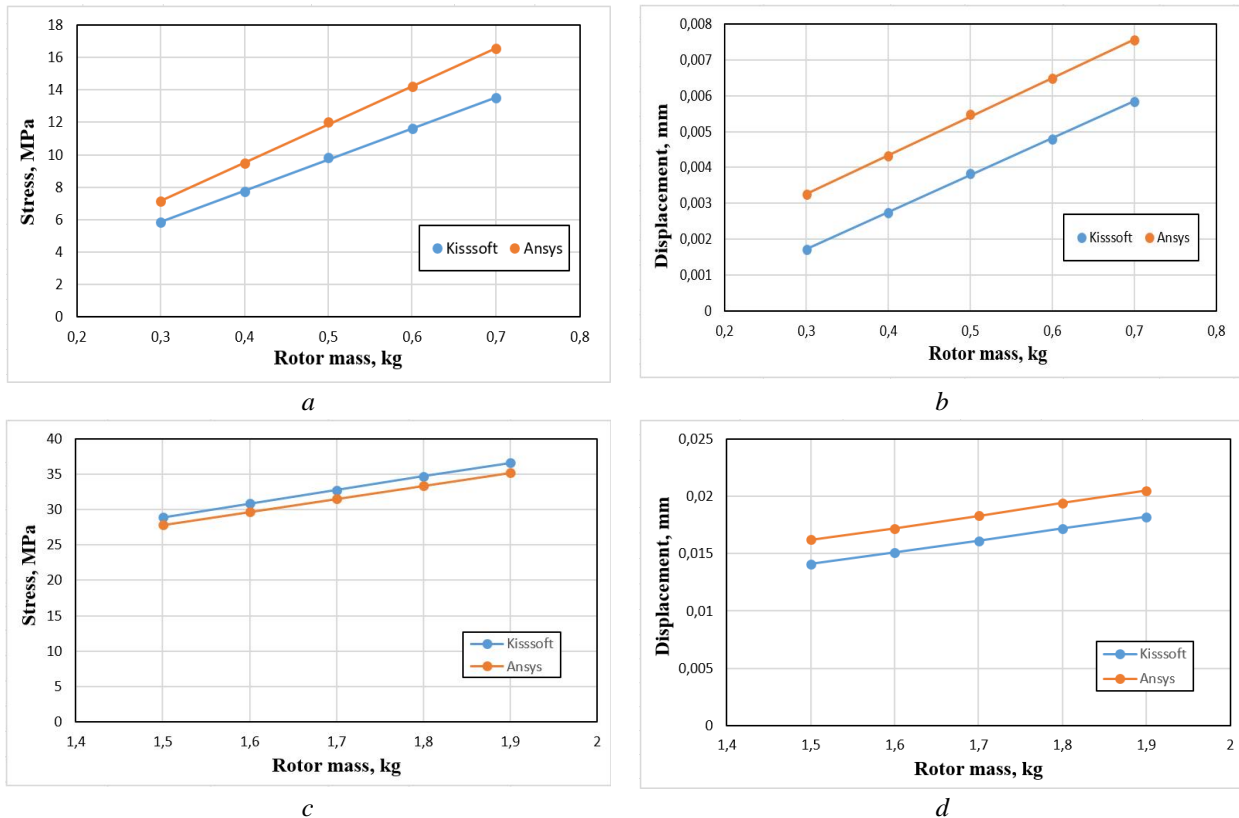 18
16
14
12
10
8
6
4
2
0
Stress, MPa
Kisssoft Ansys
0,2 0,3 0,4 0,5 0,6 0,7 0,8
Rotor mass, kg
a
0,008
0,007
0,006
0,005
0,004
0,003
0,002
0,001
0
Displacement, mm
Kisssoft Ansys
0,2 0,3 0,4 0,5 0,6 0,7 0,8
Rotor mass, kg
b
40
35
30
25
20
15
10
5
0
Stress, MPa
Kisssoft
Ansys
1,4 1,5 1,6 1,7 1,8 1,9 2
Rotor mass, kg
c
0,025
0,02
0,015
0,01
0,005
0
Displacement, mm
Kisssoft
Ansys
1,4 1,5 1,6 1,7 1,8 1,9 2
Rotor mass, kg
d